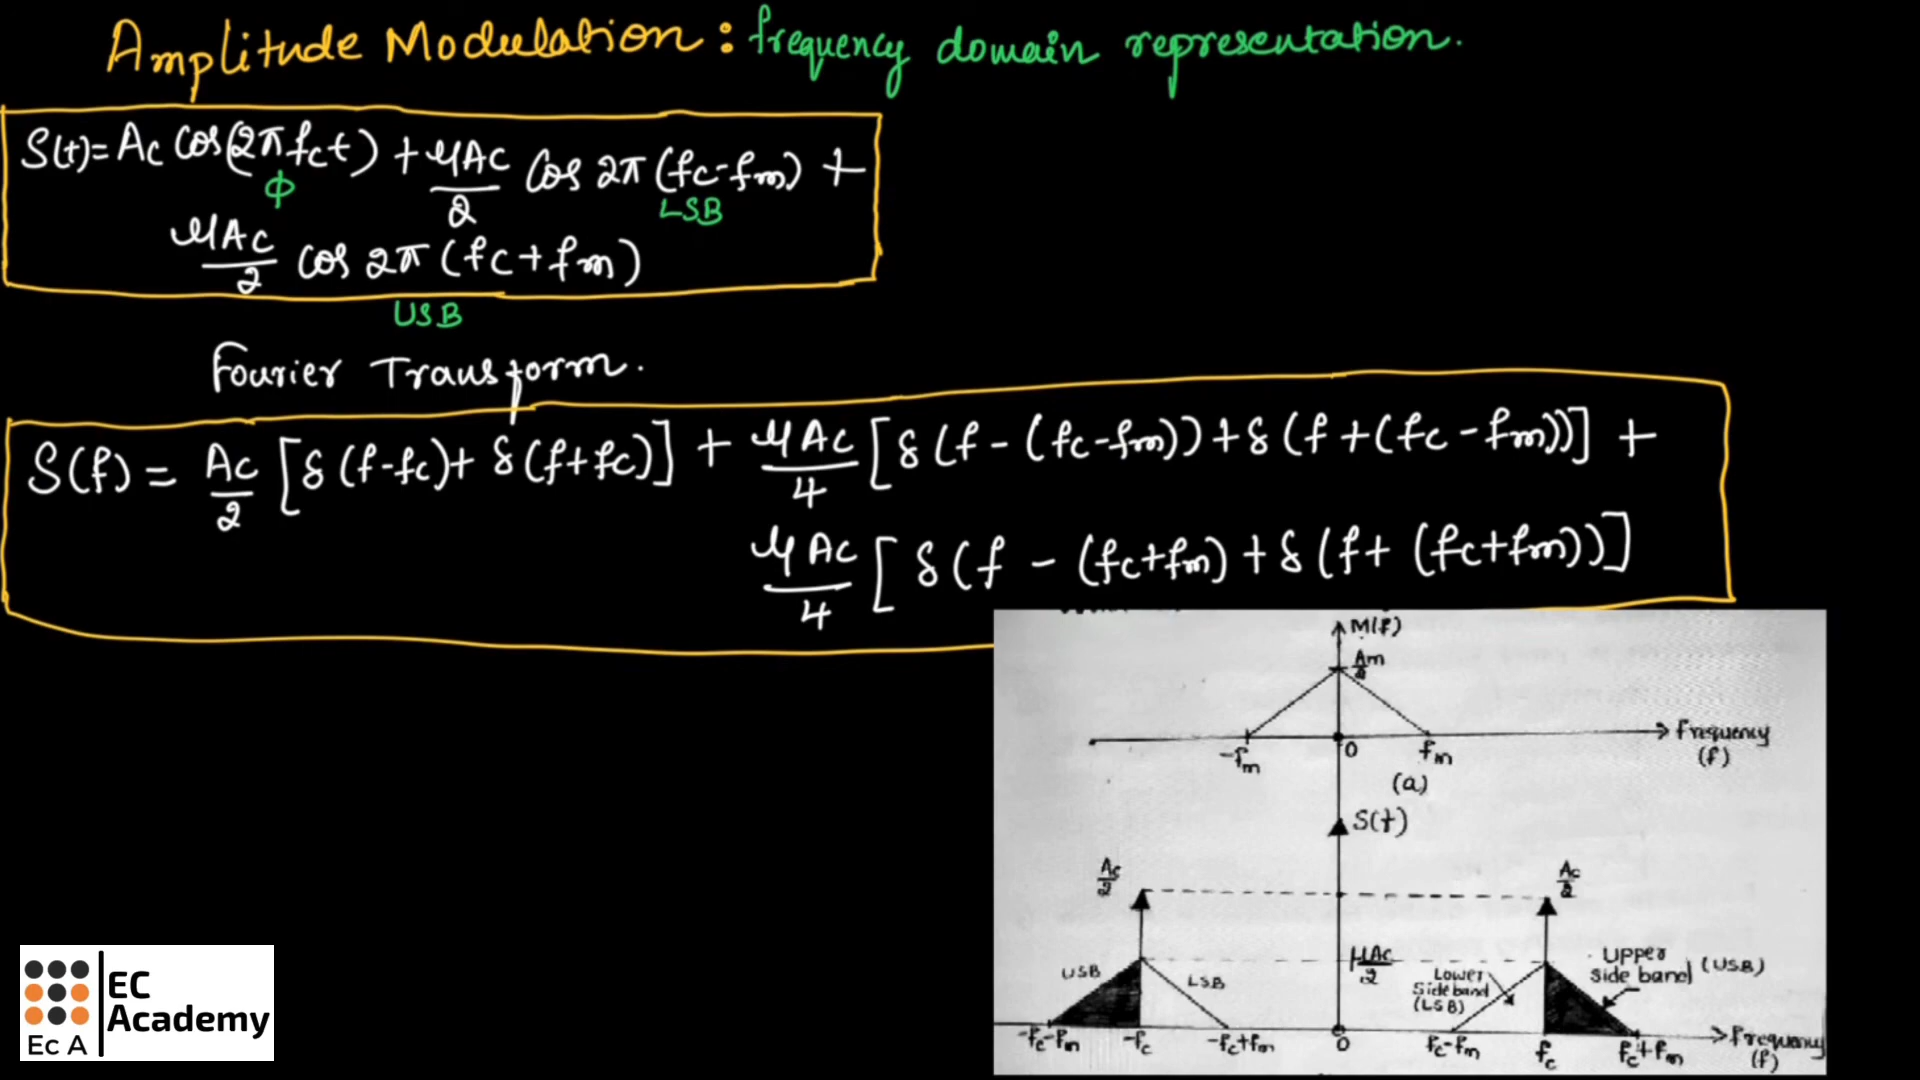 Amplitude Modulation : frequency domain representation.
S(t)= Ac Cos(2π fct) + μAc/2 Cos 2π (fc-fm) +
ϕ
LSB
μAc/2 cos 2π (fc+fm)
USB
Fourier Transform.
S(f) = Ac/2 [δ (f-fc)+ δ(f+fc)] + μAc/4 [δ (f - (fc-fm))+δ (f +(fc -fm))] +
μAc/4 [ δ (f - (fc+fm) + δ (f+ (fc+fm))]
M(f)
Am/2
-fm 0 fm
frequency (f)
(a)
S(f)
Ac/2 Ac/2
USB LSB
μAc/2
Lower Side band (LSB)
Upper Side band (USB)
-fc-fm -fc -fc+fm 0 fc-fm fc fc+fm
frequency (f)
EC
Academy
Ec A